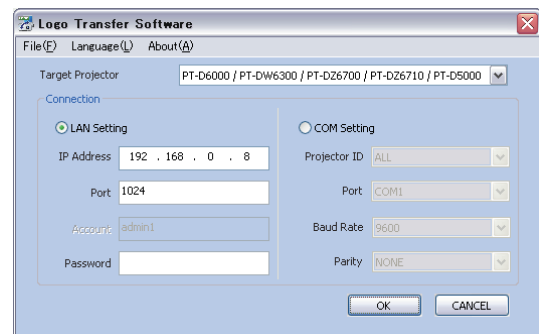 Logo Transfer Software
File(F) Language(L) About(A)
Target Projector PT-D6000 / PT-DW6300 / PT-DZ6700 / PT-DZ6710 / PT-D5000
Connection
LAN Setting COM Setting
IP Address 192 . 168 . 0 . 8 Projector ID ALL
Port 1024 Port COM1
Account admin1 Baud Rate 9600
Password Parity NONE
OK CANCEL